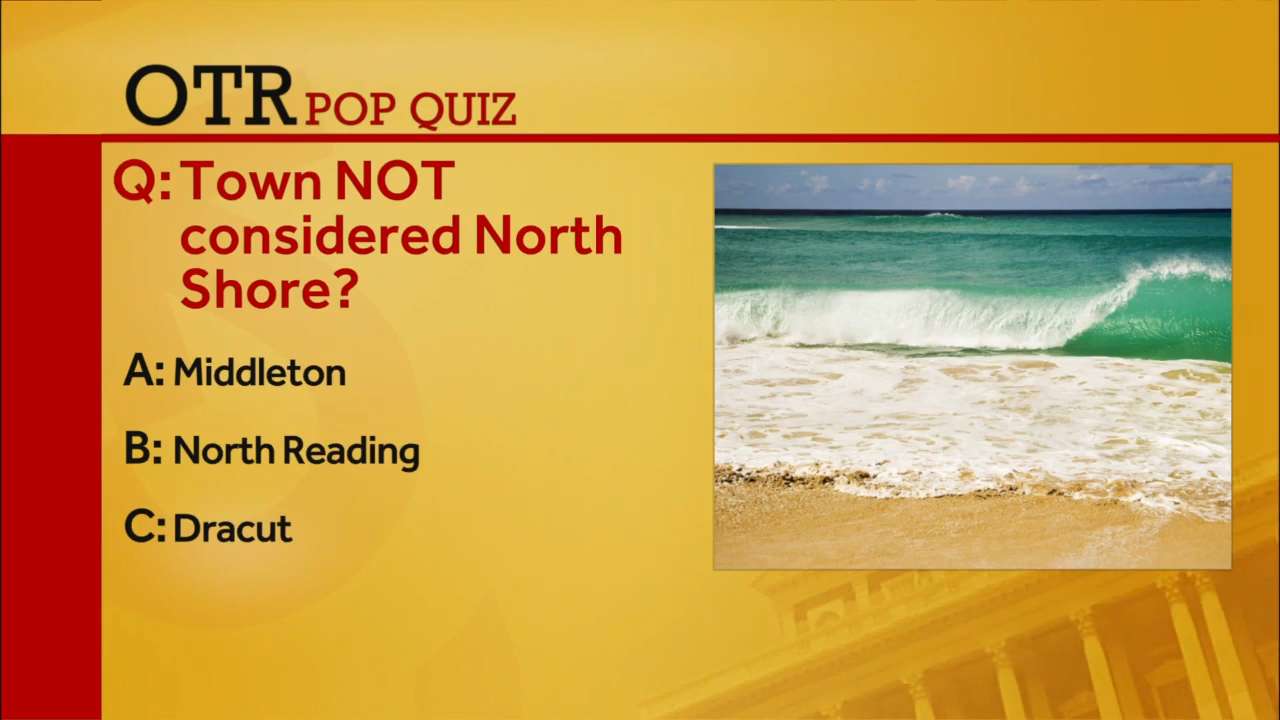 OTR POP QUIZ
Q: Town NOT
considered North
Shore?
A: Middleton
B: North Reading
C: Dracut